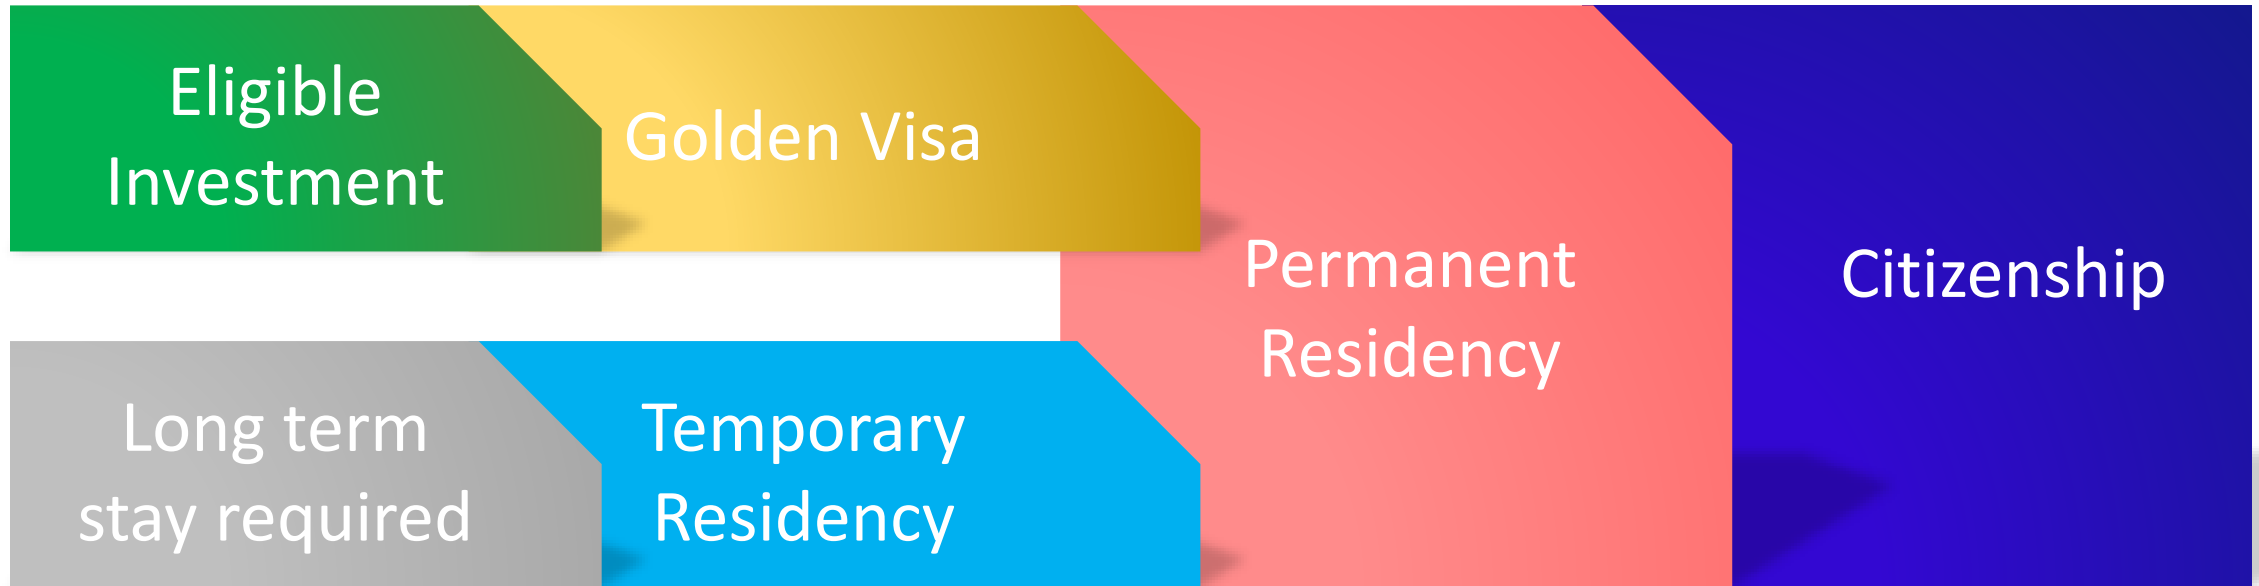 Eligible
Investment
Golden Visa
Permanent
Residency
Citizenship
Long term
stay required
Temporary
Residency